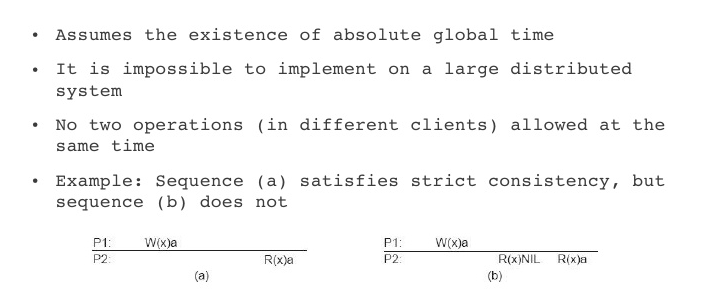 • Assumes the existence of absolute global time
• It is impossible to implement on a large distributed
system
• No two operations (in different clients) allowed at the
same time
• Example: Sequence (a) satisfies strict consistency, but
sequence (b) does not
P1: W(x)a
P2: R(x)a
(a)
P1: W(x)a
P2: R(x)NIL R(x)a
(b)